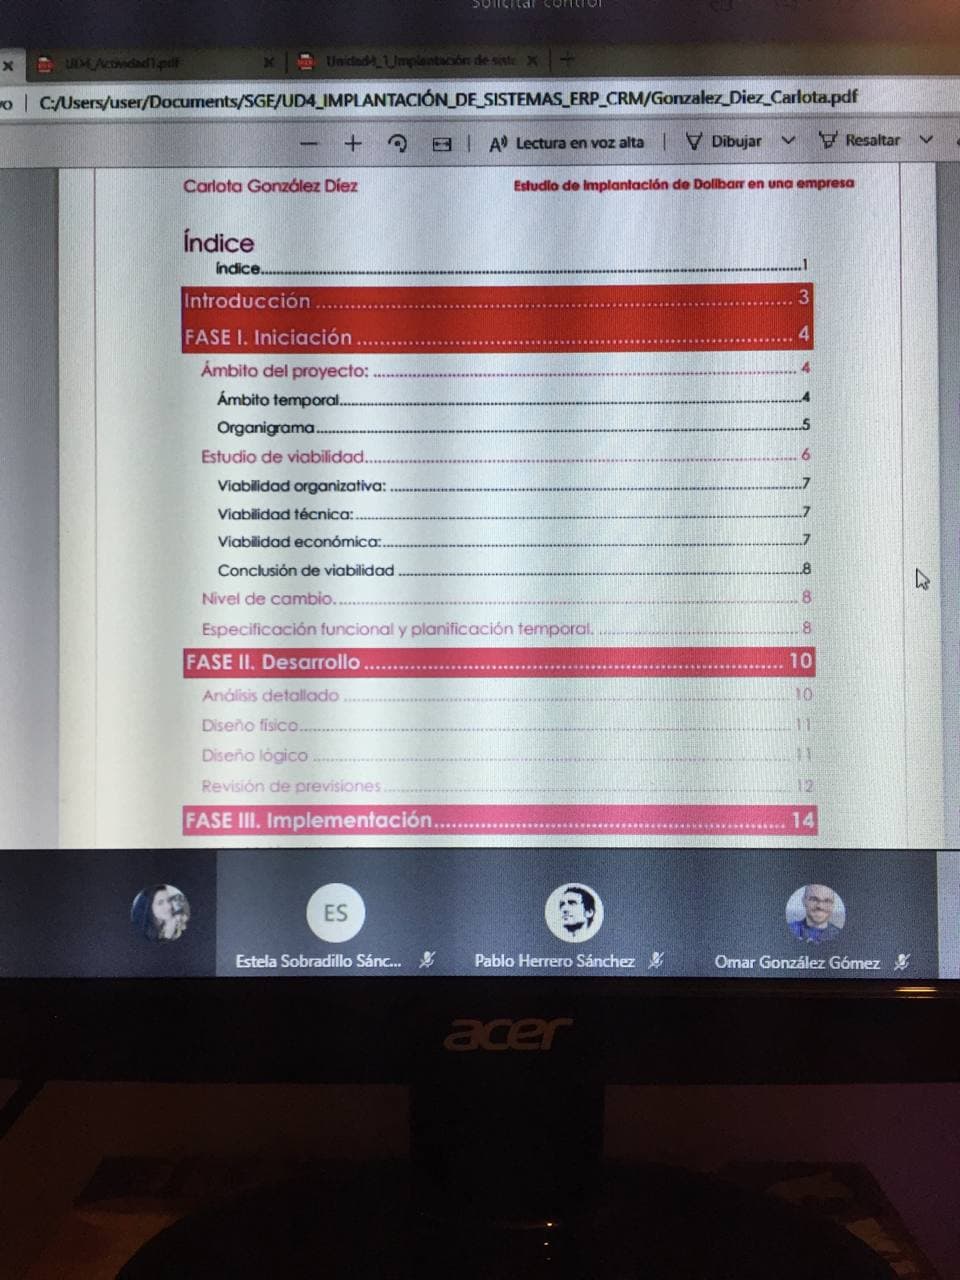 Solicitar control
UD4_Actividad1.pdf
Unidad4_1_Implantación de siste
C:/Users/user/Documents/SGE/UD4_IMPLANTACIÓN_DE_SISTEMAS_ERP_CRM/Gonzalez_Diez_Carlota.pdf
Lectura en voz alta Dibujar Resaltar
Carlota González Díez Estudio de implantación de Dolibarr en una empresa
Índice
Índice 1
Introducción 3
FASE I. Iniciación 4
Ámbito del proyecto: 4
Ámbito temporal 4
Organigrama 5
Estudio de viabilidad 6
Viabilidad organizativa: 7
Viabilidad técnica: 7
Viabilidad económica: 7
Conclusión de viabilidad 8
Nivel de cambio. 8
Especificación funcional y planificación temporal. 8
FASE II. Desarrollo 10
Análisis detallado 10
Diseño físico 11
Diseño lógico 11
Revisión de previsiones 12
FASE III. Implementación 14
ES
Estela Sobradillo Sánc... Pablo Herrero Sánchez Omar González Gómez
acer